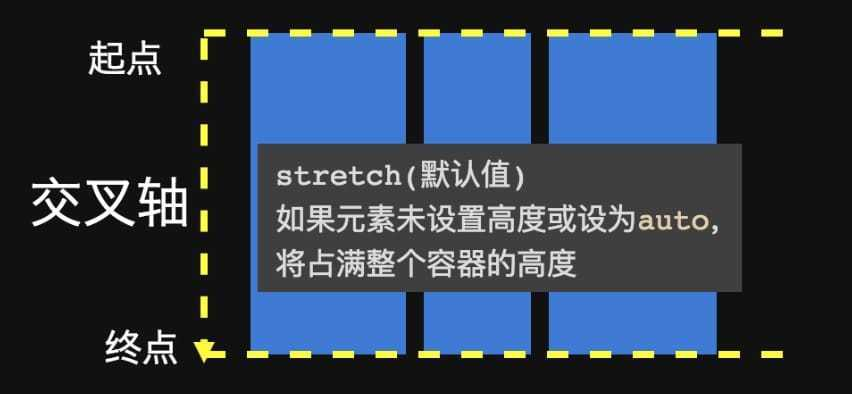 起点
交叉轴
stretch(默认值)
如果元素未设置高度或设为auto,
将占满整个容器的高度
终点